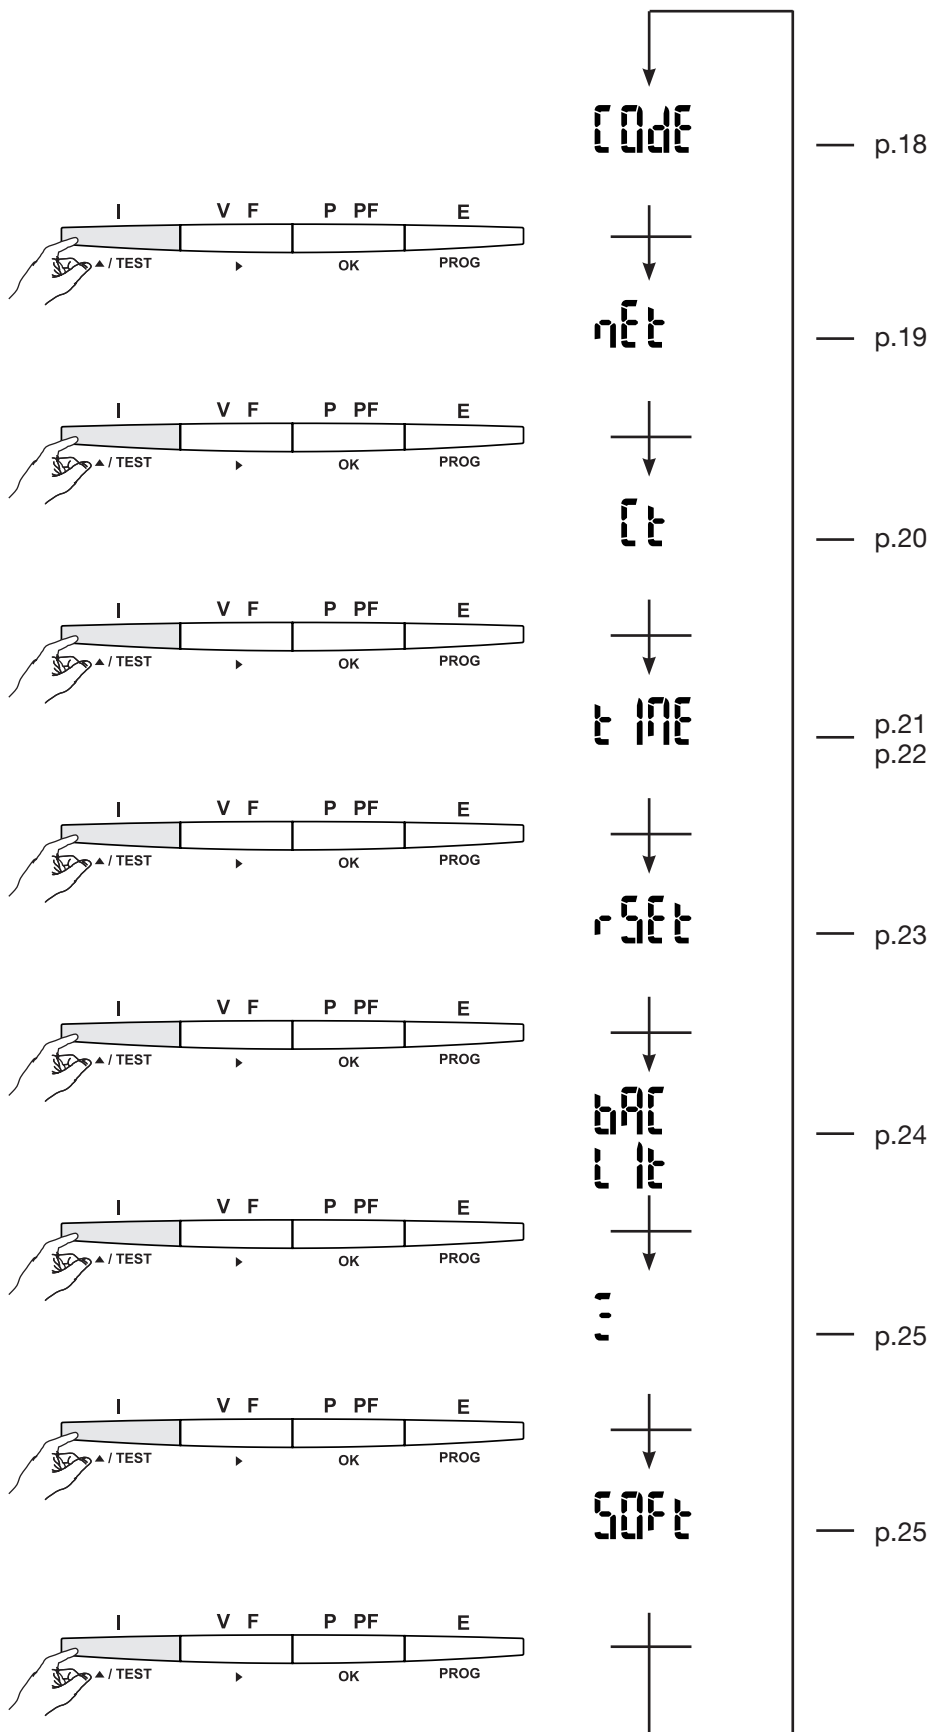 COdE — p.18
I V F P PF E
▲ / TEST ▶ OK PROG
nEt — p.19
I V F P PF E
▲ / TEST ▶ OK PROG
Ct — p.20
I V F P PF E
▲ / TEST ▶ OK PROG
tIME — p.21
p.22
I V F P PF E
▲ / TEST ▶ OK PROG
rSEt — p.23
I V F P PF E
▲ / TEST ▶ OK PROG
bAC — p.24
LIt
I V F P PF E
▲ / TEST ▶ OK PROG
Ξ — p.25
I V F P PF E
▲ / TEST ▶ OK PROG
SOFt — p.25
I V F P PF E
▲ / TEST ▶ OK PROG